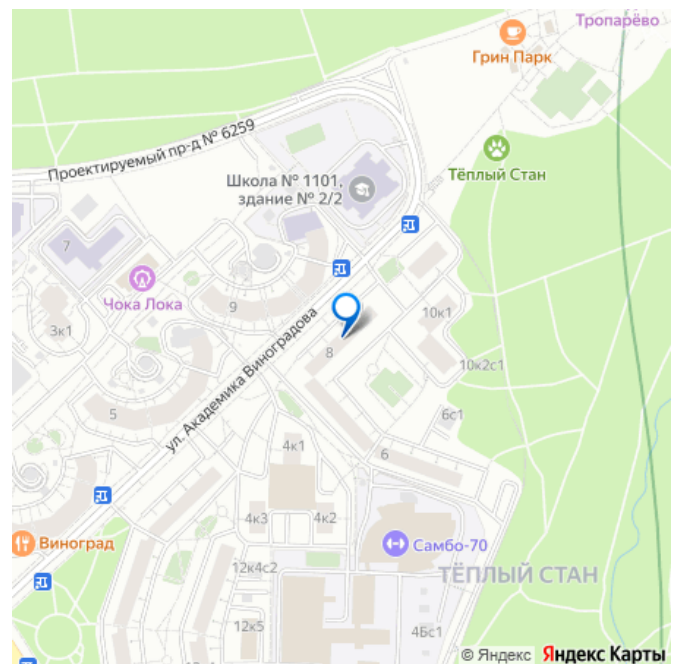 Тропарёво
Грин Парк
Проектируемый пр-д № 6259
Тёплый Стан
Школа № 1101,
здание № 2/2
7
Чока Лока
9
3к1
10к1
ул. Академика Виноградова
8
10к2с1
5
6с1
4к1
6
Виноград
4к3
4к2
Самбо-70
12к4с2
ТЁПЛЫЙ СТАН
12к5
4Бс1
© Яндекс Яндекс Карты